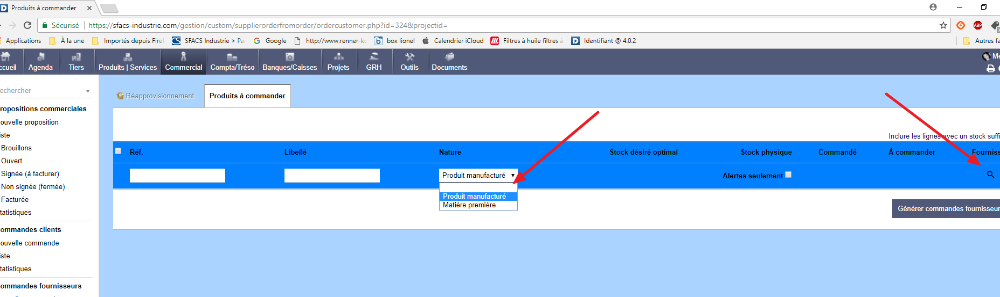 Produits à commander
Sécurisé | https://sfacs-industrie.com/gestion/custom/supplierorderfromorder/ordercustomer.php?id=324&projectid=
Applications À la une Importés depuis Firef SFACS Industrie > Pa Google http://www.renner-ko box lionel Calendrier iCloud Filtres à huile filtres à Identifiant @ 4.0.2 Autres fa
ccueil Agenda Tiers Produits | Services Commercial Compta/Tréso Banques/Caisses Projets GRH Outils Documents
echercher
Réapprovisionnement Produits à commander
ropositions commerciales
ouvelle proposition
iste
Brouillons
Ouvert
Signée (à facturer)
Non signée (fermée)
Facturée
tatistiques
ommandes clients
ouvelle commande
iste
tatistiques
ommandes fournisseurs
Inclure les lignes avec un stock suffi
Réf. Libellé Nature Stock désiré optimal Stock physique Commandé À commander Fourniss
Produit manufacturé
Alertes seulement
Produit manufacturé
Matière première
Générer commandes fournisseur